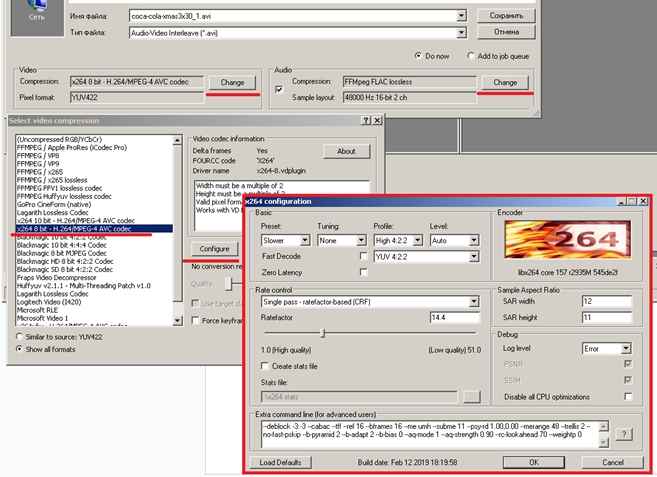 Сеть
Имя файла: coca-cola-xmas3x30_1.avi Сохранить
Тип файла: Audio-Video Interleave (*.avi) Отмена
Do now Add to job queue
Video
Compression: x264 8 bit - H.264/MPEG-4 AVC codec Change
Pixel format: YUV422
Audio
Compression: FFMpeg FLAC lossless Change
Sample layout: 48000 Hz 16-bit 2 ch
Select video compression
(Uncompressed RGB/YCbCr)
FFMPEG / Apple ProRes (iCodec Pro)
FFMPEG / VP8
FFMPEG / VP9
FFMPEG / x265
FFMPEG / x265 lossless
FFMPEG FFV1 lossless codec
FFMPEG Huffyuv lossless codec
GoPro CineForm (native)
Lagarith Lossless Codec
x264 10 bit - H.264/MPEG-4 AVC codec
x264 8 bit - H.264/MPEG-4 AVC codec
Blackmagic 10 bit 4:2:2 Codec
Blackmagic 10 bit 4:4:4 Codec
Blackmagic 8 bit MJPEG Codec
Blackmagic HD 8 bit 4:2:2 Codec
Blackmagic SD 8 bit 4:2:2 Codec
Fraps Video Decompressor
Huffyuv v2.1.1 - Multi-Threading Patch v1.0
Lagarith Lossless Codec
Logitech Video (I420)
Microsoft RLE
Microsoft Video 1
Similar to source: YUV422
Show all formats
Video codec information
Delta frames Yes
FOURCC code 'X264'
Driver name x264-8.vdplugin
About
Width must be a multiple of 2
Height must be a multiple of 2
Valid pixel form
Works with VD
Configure
No conversion re
Quality:
Use target da
Force keyfram
x264 configuration
Basic
Preset: Tuning: Profile: Level:
Slower None High 4:2:2 Auto
Fast Decode YUV 4:2:2
Zero Latency
Rate control
Single pass - ratefactor-based (CRF)
Ratefactor 14.4
1.0 (High quality) (Low quality) 51.0
Create stats file
Stats file:
.\x264.stats ...
Encoder
264
libx264 core 157 r2935M 545de2f
Sample Aspect Ratio
SAR width 12
SAR height 11
Debug
Log level Error
PSNR
SSIM
Disable all CPU optimizations
Extra command line (for advanced users)
--deblock -3:-3 --cabac --tff --ref 16 --bframes 16 --me umh --subme 11 --psy-rd 1.00,0.00 --merange 48 --trellis 2 --
no-fast-pskip --b-pyramid 2 --b-adapt 2 --b-bias 0 --aq-mode 1 --aq-strength 0.90 --rc-lookahead 70 --weightp 0
?
Load Defaults Build date: Feb 12 2019 18:19:58 OK Cancel